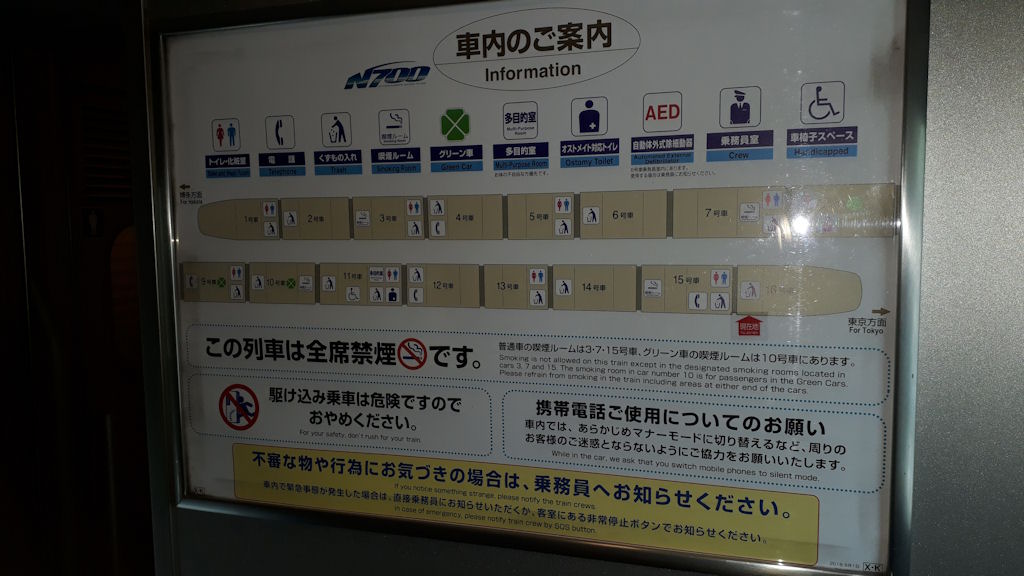 車内のご案内
Information
N700
トイレ・化粧室
電話
Telephone
くずもの入れ
Trash
喫煙ルーム
Smoking Room
グリーン車
Green Car
多目的室
Multi-Purpose Room
多目的室
Multi-Purpose Room
オストメイト対応トイレ
Ostomy Toilet
AED
自動体外式除細動器
Automated External Defibrillator
乗務員室
Crew
車椅子スペース
Handicapped
博多方面
For Hakata
1号車 2号車 3号車 4号車 5号車 6号車 7号車
9号車 10号車 11号車 12号車 13号車 14号車 15号車 16号車
現在地
東京方面
For Tokyo
この列車は全席禁煙です。
普通車の喫煙ルームは3・7・15号車、グリーン車の喫煙ルームは10号車にあります。
Smoking is not allowed on this train except in the designated smoking rooms located in
cars 3, 7 and 15. The smoking room in car number 10 is for passengers in the Green Cars.
Please refrain from smoking in the train including areas at either end of the cars.
駆け込み乗車は危険ですので
おやめください。
For your safety, don't rush for your train.
携帯電話ご使用についてのお願い
車内では、あらかじめマナーモードに切り替えるなど、周りの
お客様のご迷惑とならないようにご協力をお願いいたします。
While in the car, we ask that you switch mobile phones to silent mode.
不審な物や行為にお気づきの場合は、乗務員へお知らせください。
If you notice something strange, please notify the train crews.
車内で緊急事態が発生した場合は、直接乗務員にお知らせいただくか、客室にある非常停止ボタンでお知らせください。
in case of emergency, please notify train crew by SOS button.
X-K